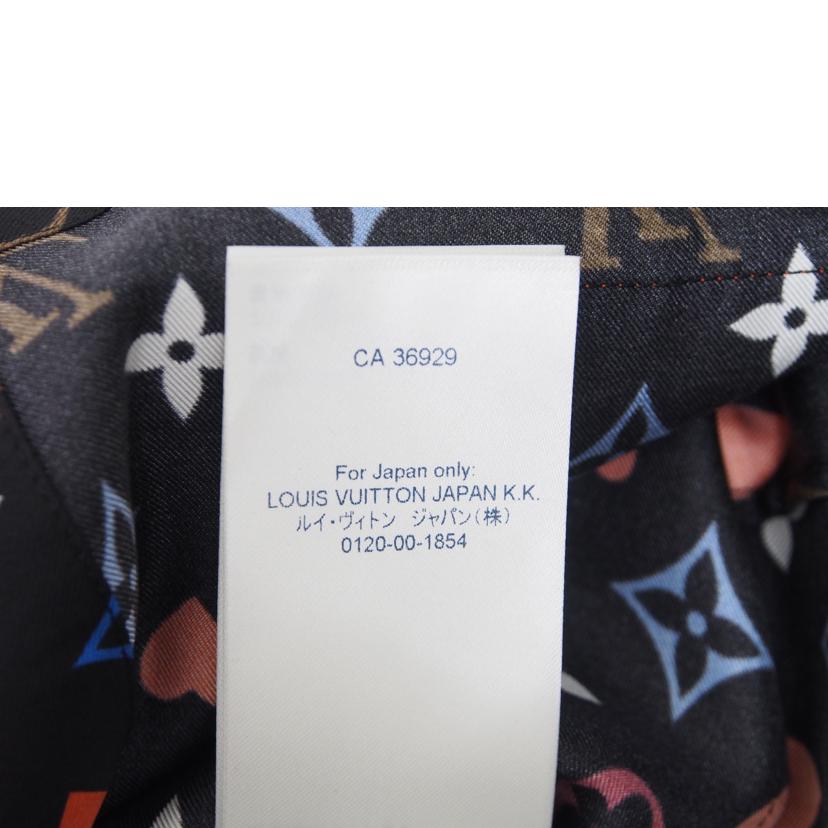 CA 36929
For Japan only:
LOUIS VUITTON JAPAN K.K.
ルイ・ヴィトン ジャパン(株)
0120-00-1854